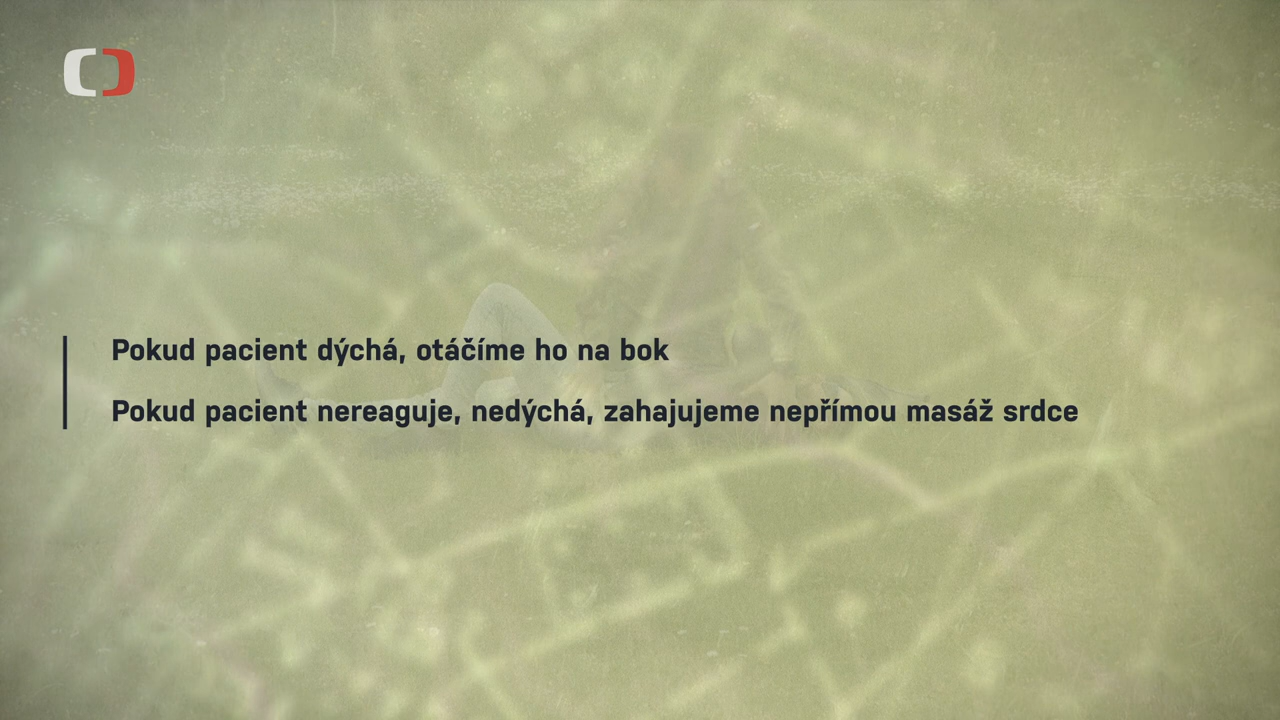 Pokud pacient dýchá, otáčíme ho na bok
Pokud pacient nereaguje, nedýchá, zahajujeme nepřímou masáž srdce